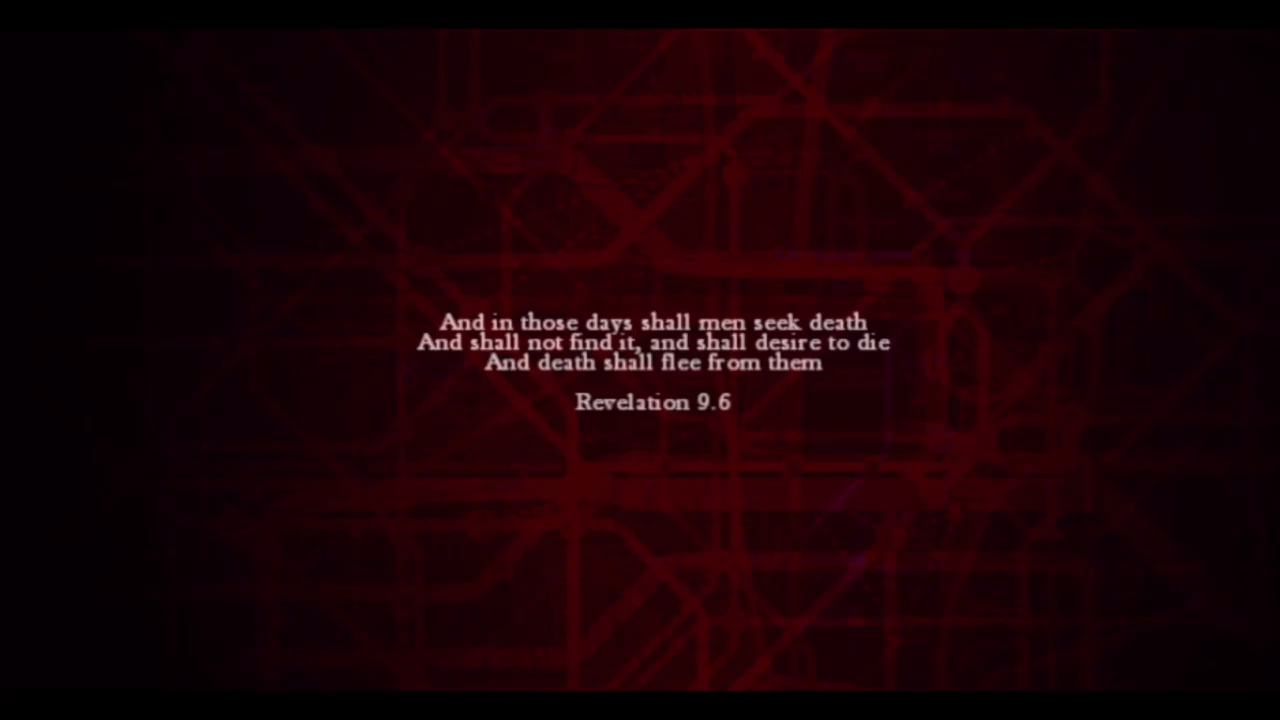 And in those days shall men seek death
And shall not find it, and shall desire to die
And death shall flee from them
Revelation 9.6